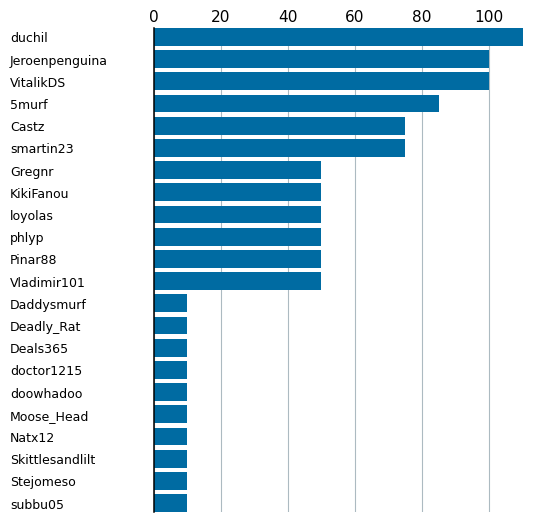 0 20 40 60 80 100
duchil
Jeroenpenguina
VitalikDS
5murf
Castz
smartin23
Gregnr
KikiFanou
loyolas
phlyp
Pinar88
Vladimir101
Daddysmurf
Deadly_Rat
Deals365
doctor1215
doowhadoo
Moose_Head
Natx12
Skittlesandlilt
Stejomeso
subbu05